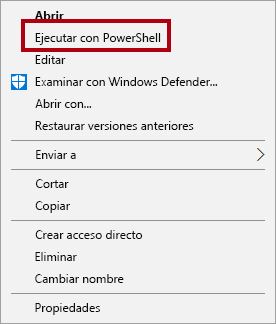 Abrir
Ejecutar con PowerShell
Editar
Examinar con Windows Defender...
Abrir con...
Restaurar versiones anteriores
Enviar a
Cortar
Copiar
Crear acceso directo
Eliminar
Cambiar nombre
Propiedades